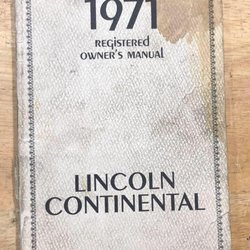 1971
REGISTERED
OWNER'S MANUAL
LINCOLN
CONTINENTAL